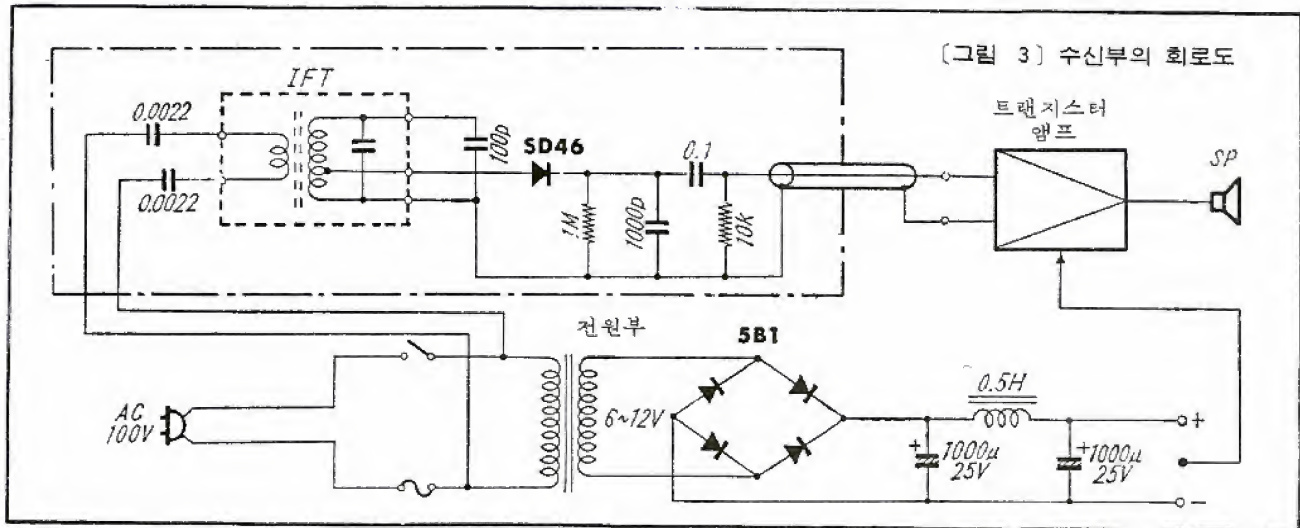 〔그림 3〕 수신부의 회로도
IFT
0.0022
0.0022
100p
SD46
1M
1000p
0.1
10K
트랜지스터
앰프
SP
전원부
AC
100V
6~12V
5B1
0.5H
+
1000μ
25V
+
1000μ
25V
+
-